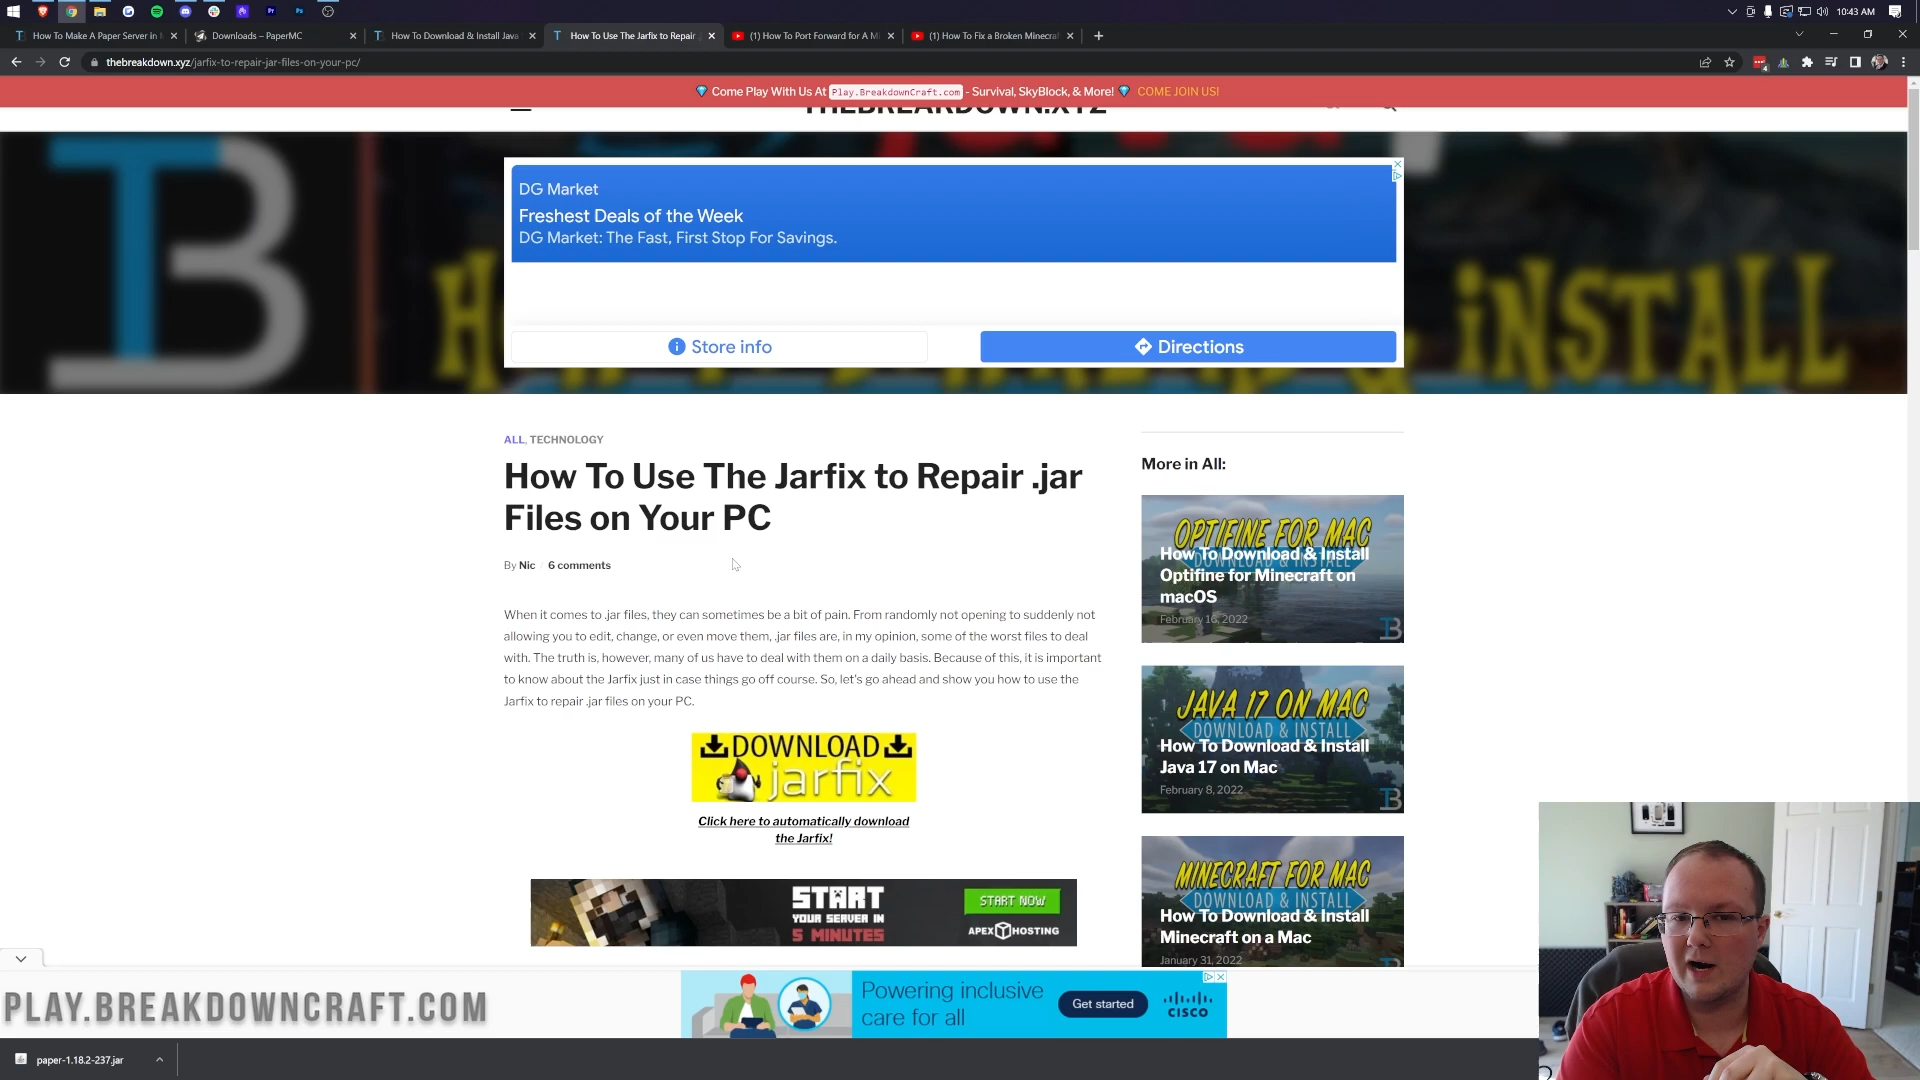 10:43 AM
How To Make A Paper Server in
Downloads – PaperMC
How To Download & Install Java
How To Use The Jarfix to Repair
(1) How To Port Forward for A Mi
(1) How To Fix a Broken Minecraf
thebreakdown.xyz/jarfix-to-repair-jar-files-on-your-pc/
Come Play With Us At Play.BreakdownCraft.com - Survival, SkyBlock, & More! COME JOIN US!
THEBREAKDOWN.XYZ
DG Market
Freshest Deals of the Week
DG Market: The Fast, First Stop For Savings.
Store info
Directions
INSTALL
ALL, TECHNOLOGY
How To Use The Jarfix to Repair .jar
Files on Your PC
By Nic
6 comments
When it comes to .jar files, they can sometimes be a bit of pain. From randomly not opening to suddenly not
allowing you to edit, change, or even move them, .jar files are, in my opinion, some of the worst files to deal
with. The truth is, however, many of us have to deal with them on a daily basis. Because of this, it is important
to know about the Jarfix just in case things go off course. So, let's go ahead and show you how to use the
Jarfix to repair .jar files on your PC.
DOWNLOAD
jarfix
Click here to automatically download
the Jarfix!
START
YOUR SERVER IN
5 MINUTES
START NOW
APEX HOSTING
More in All:
OPTIFINE FOR MAC
DOWNLOAD & INSTALL
How To Download & Install
Optifine for Minecraft on
macOS
February 16, 2022
JAVA 17 ON MAC
DOWNLOAD & INSTALL
How To Download & Install
Java 17 on Mac
February 8, 2022
MINECRAFT FOR MAC
DOWNLOAD & INSTALL
How To Download & Install
Minecraft on a Mac
January 31, 2022
PLAY.BREAKDOWNCRAFT.COM
Powering inclusive
care for all
Get started
CISCO
paper-1.18.2-237.jar